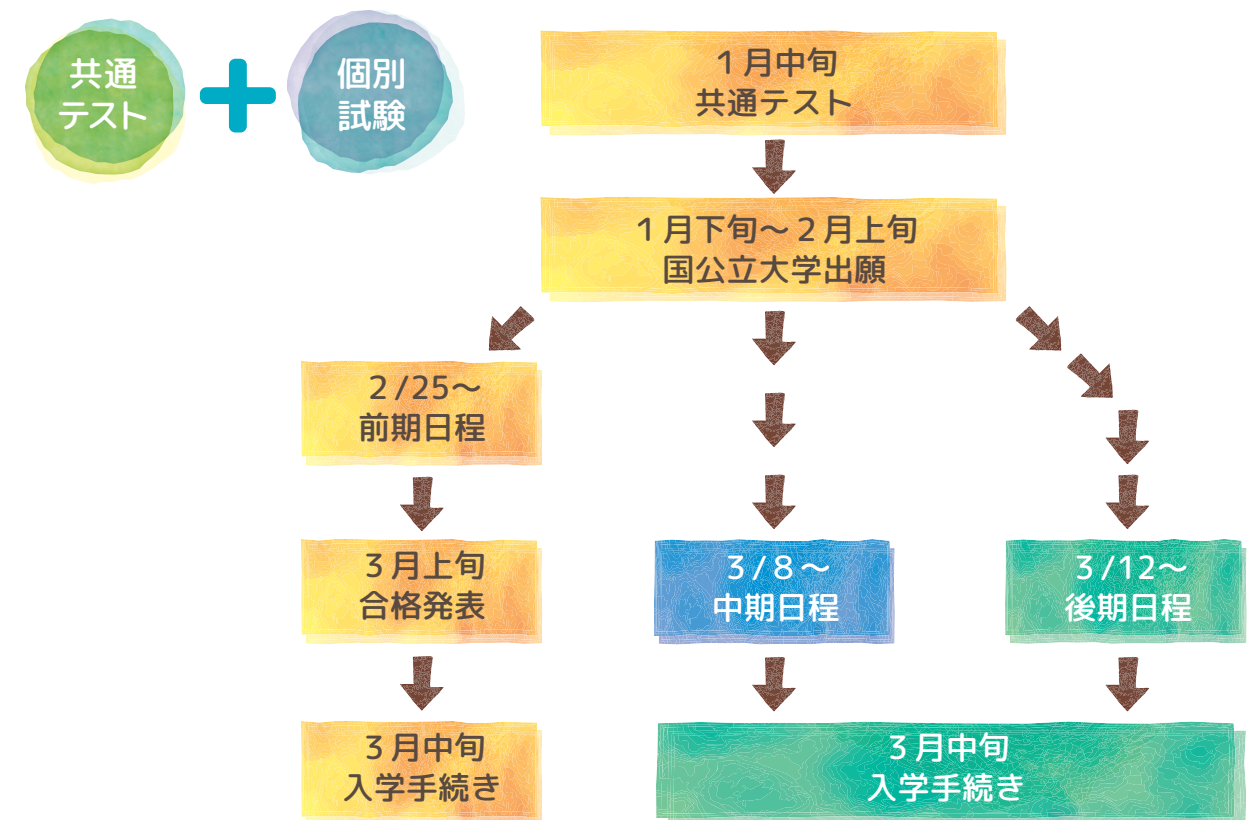 共通
テスト
個別
試験
1月中旬
共通テスト
1月下旬～2月上旬
国公立大学出願
2/25～
前期日程
3月上旬
合格発表
3/8～
中期日程
3/12～
後期日程
3月中旬
入学手続き
3月中旬
入学手続き